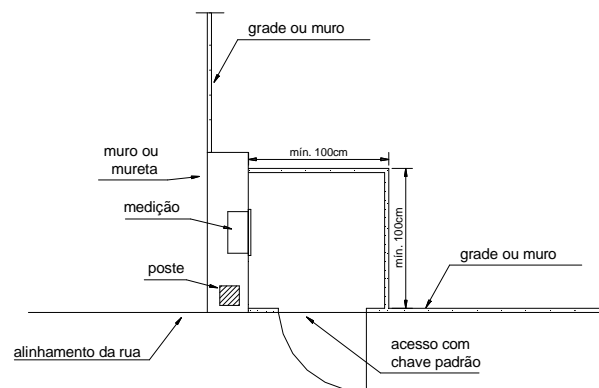 grade ou muro
muro ou
mureta
mín. 100cm
medição
mín. 100cm
poste
grade ou muro
alinhamento da rua
acesso com
chave padrão